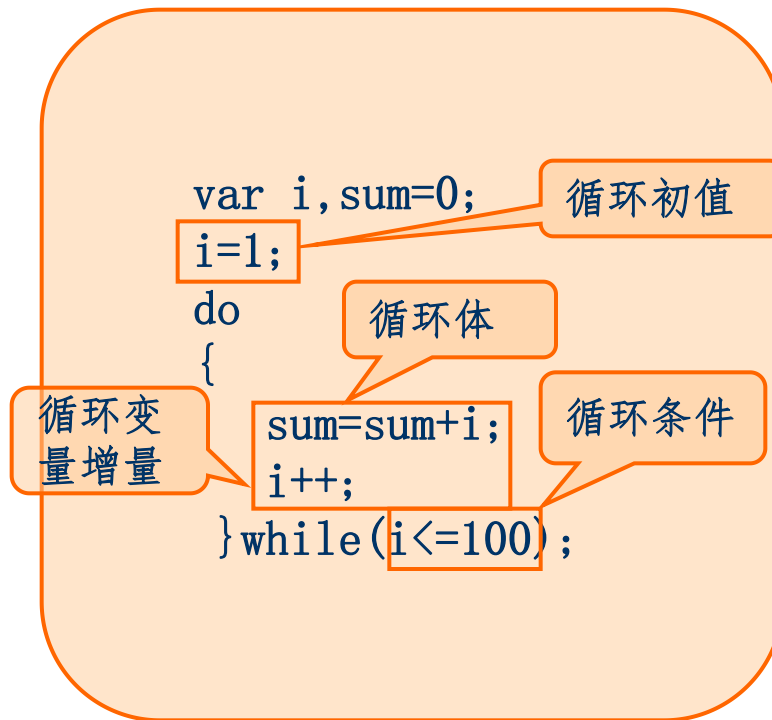 var i,sum=0;
循环初值
i=1;
do
循环体
{
循环变
量增量
sum=sum+i;
循环条件
i++;
}while(i<=100);